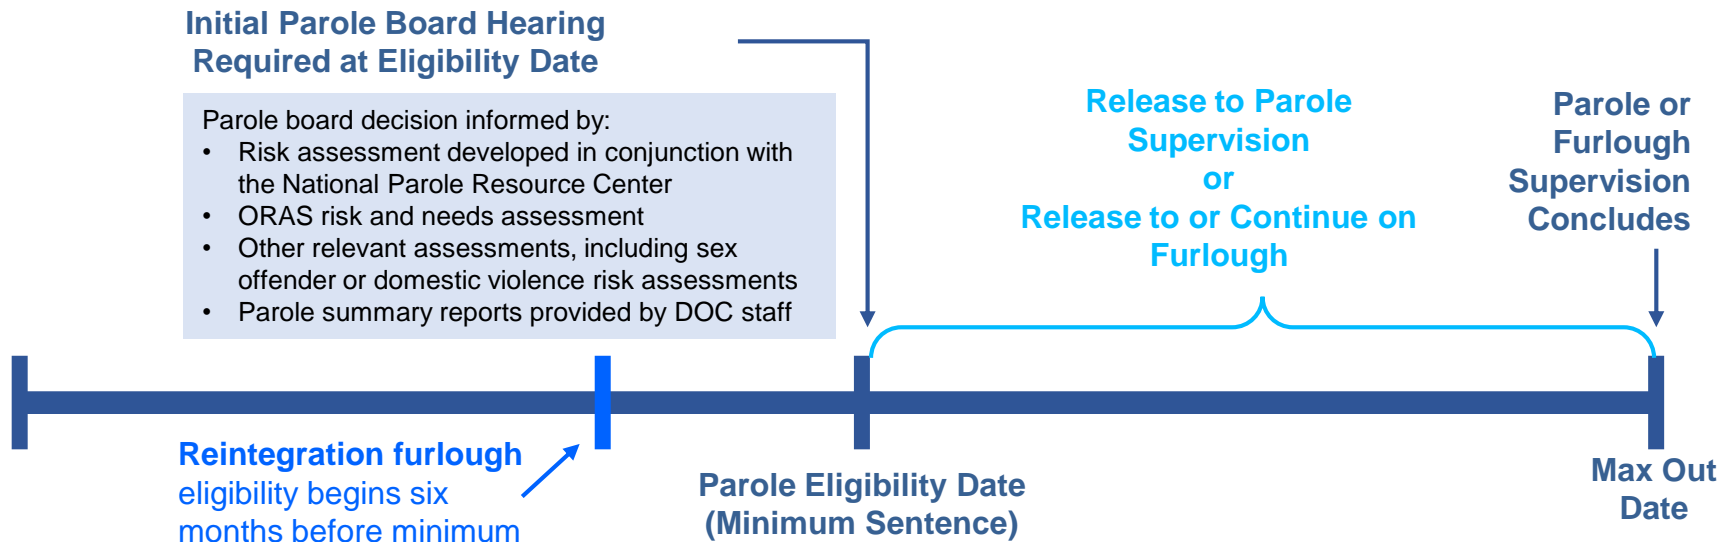 Initial Parole Board Hearing
Required at Eligibility Date
Parole board decision informed by:
• Risk assessment developed in conjunction with
the National Parole Resource Center
• ORAS risk and needs assessment
• Other relevant assessments, including sex
offender or domestic violence risk assessments
• Parole summary reports provided by DOC staff
Release to Parole
Supervision
or
Release to or Continue on
Furlough
Parole or
Furlough
Supervision
Concludes
Reintegration furlough
eligibility begins six
months before minimum
Parole Eligibility Date
(Minimum Sentence)
Max Out
Date